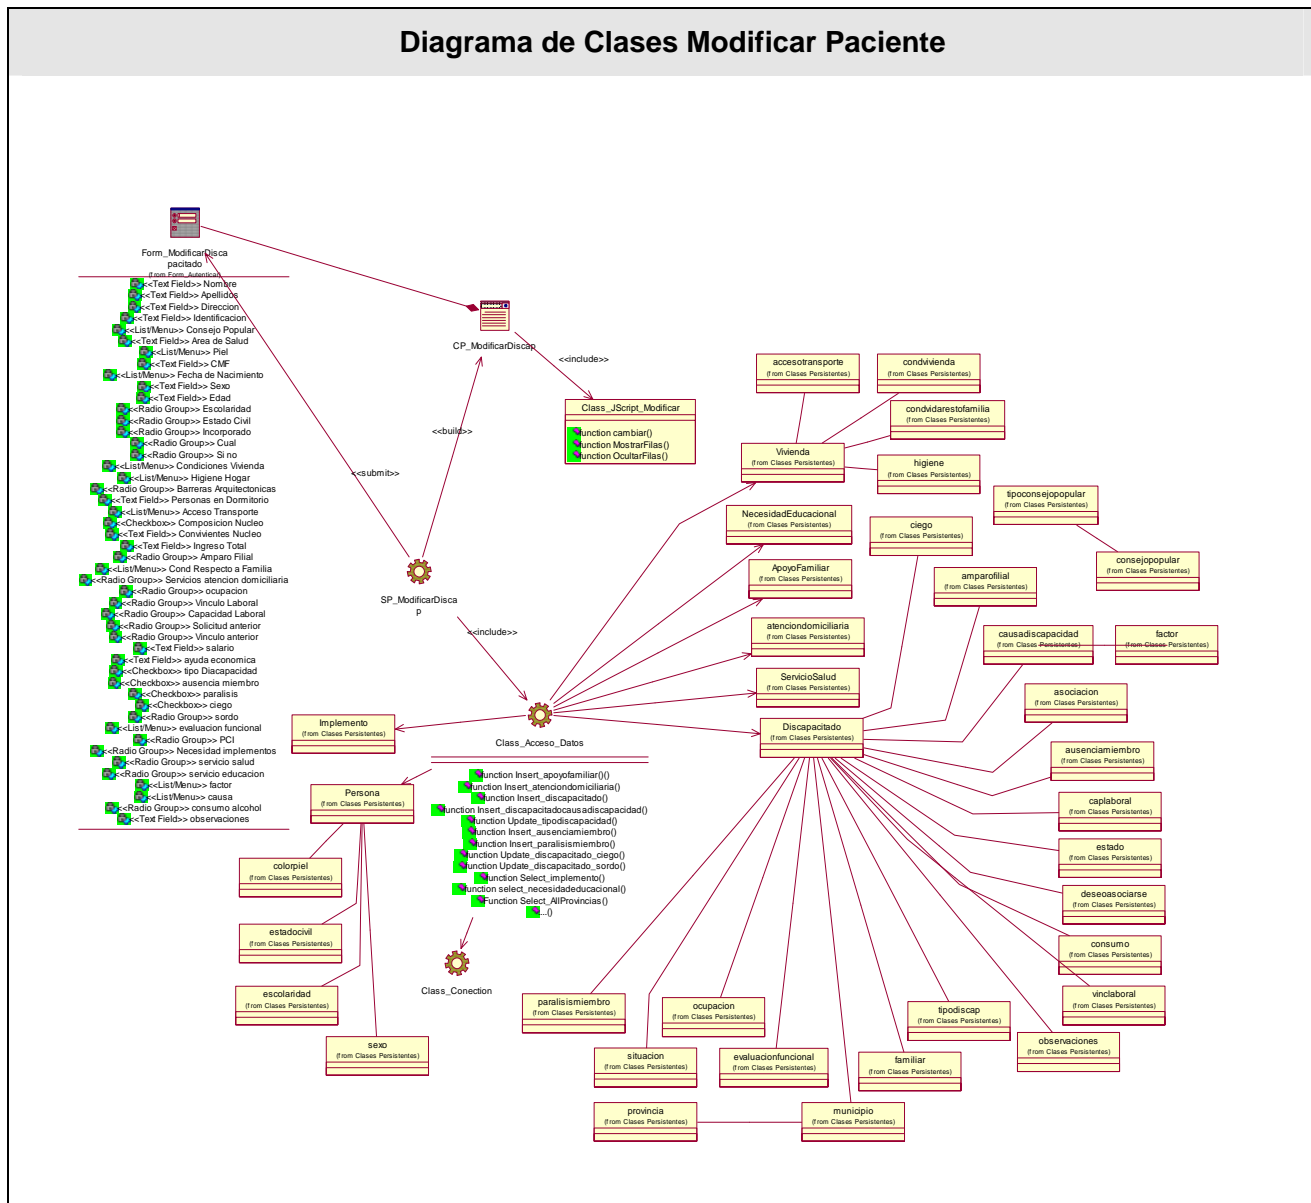 Diagrama de Clases Modificar Paciente
Form_ModificarDisca
pacitado
(from Form_Autenticar)
<<Text Field>> Nombre
<<Text Field>> Apellidos
<<Text Field>> Direccion
<<Text Field>> Identificacion
<<List/Menu>> Consejo Popular
<<Text Field>> Area de Salud
<<List/Menu>> Piel
<<Text Field>> CMF
<<List/Menu>> Fecha de Nacimiento
<<Text Field>> Sexo
<<Text Field>> Edad
<<Radio Group>> Escolaridad
<<Radio Group>> Estado Civil
<<Radio Group>> Incorporado
<<Radio Group>> Cual
<<Radio Group>> Si no
<<List/Menu>> Condiciones Vivienda
<<List/Menu>> Higiene Hogar
<<Radio Group>> Barreras Arquitectonicas
<<Text Field>> Personas en Dormitorio
<<List/Menu>> Acceso Transporte
<<Checkbox>> Composicion Nucleo
<<Text Field>> Convivientes Nucleo
<<Text Field>> Ingreso Total
<<Radio Group>> Amparo Filial
<<List/Menu>> Cond Respecto a Familia
<<Radio Group>> Servicios atencion domiciliaria
<<Radio Group>> ocupacion
<<Radio Group>> Vinculo Laboral
<<Radio Group>> Capacidad Laboral
<<Radio Group>> Solicitud anterior
<<Radio Group>> Vinculo anterior
<<Text Field>> salario
<<Text Field>> ayuda economica
<<Checkbox>> tipo Diacapacidad
<<Checkbox>> ausencia miembro
<<Checkbox>> paralisis
<<Checkbox>> ciego
<<Radio Group>> sordo
<<List/Menu>> evaluacion funcional
<<Radio Group>> PCI
<<Radio Group>> Necesidad implementos
<<Radio Group>> servicio salud
<<Radio Group>> servicio educacion
<<List/Menu>> factor
<<List/Menu>> causa
<<Radio Group>> consumo alcohol
<<Text Field>> observaciones
CP_ModificarDiscap
<<include>>
<<build>>
<<submit>>
Class_JScript_Modificar
function cambiar()
function MostrarFilas()
function OcultarFilas()
SP_ModificarDisca
p
<<include>>
Class_Acceso_Datos
function Insert_apoyofamiliar()()
function Insert_atenciondomiciliaria()
function Insert_discapacitado()
function Insert_discapacitadocausadiscapacidad()
function Update_tipodiscapacidad()
function Insert_ausenciamiembro()
function Insert_paralisismiembro()
function Update_discapacitado_ciego()
function Update_discapacitado_sordo()
function Select_implemento()
function select_necesidadeducacional()
Function Select_AllProvincias()
...()
Class_Conection
Implemento
(from Clases Persistentes)
Persona
(from Clases Persistentes)
colorpiel
(from Clases Persistentes)
estadocivil
(from Clases Persistentes)
escolaridad
(from Clases Persistentes)
sexo
(from Clases Persistentes)
accesotransporte
(from Clases Persistentes)
condvivienda
(from Clases Persistentes)
condvidarestofamilia
(from Clases Persistentes)
Vivienda
(from Clases Persistentes)
higiene
(from Clases Persistentes)
NecesidadEducacional
(from Clases Persistentes)
ApoyoFamiliar
(from Clases Persistentes)
atenciondomiciliaria
(from Clases Persistentes)
ServicioSalud
(from Clases Persistentes)
Discapacitado
(from Clases Persistentes)
ciego
(from Clases Persistentes)
tipoconsejopopular
(from Clases Persistentes)
consejopopular
(from Clases Persistentes)
amparofilial
(from Clases Persistentes)
causadiscapacidad
(from Clases Persistentes)
factor
(from Clases Persistentes)
asociacion
(from Clases Persistentes)
ausenciamiembro
(from Clases Persistentes)
caplaboral
(from Clases Persistentes)
estado
(from Clases Persistentes)
deseoasociarse
(from Clases Persistentes)
consumo
(from Clases Persistentes)
vinclaboral
(from Clases Persistentes)
observaciones
(from Clases Persistentes)
tipodiscap
(from Clases Persistentes)
familiar
(from Clases Persistentes)
municipio
(from Clases Persistentes)
provincia
(from Clases Persistentes)
evaluacionfuncional
(from Clases Persistentes)
ocupacion
(from Clases Persistentes)
situacion
(from Clases Persistentes)
paralisismiembro
(from Clases Persistentes)